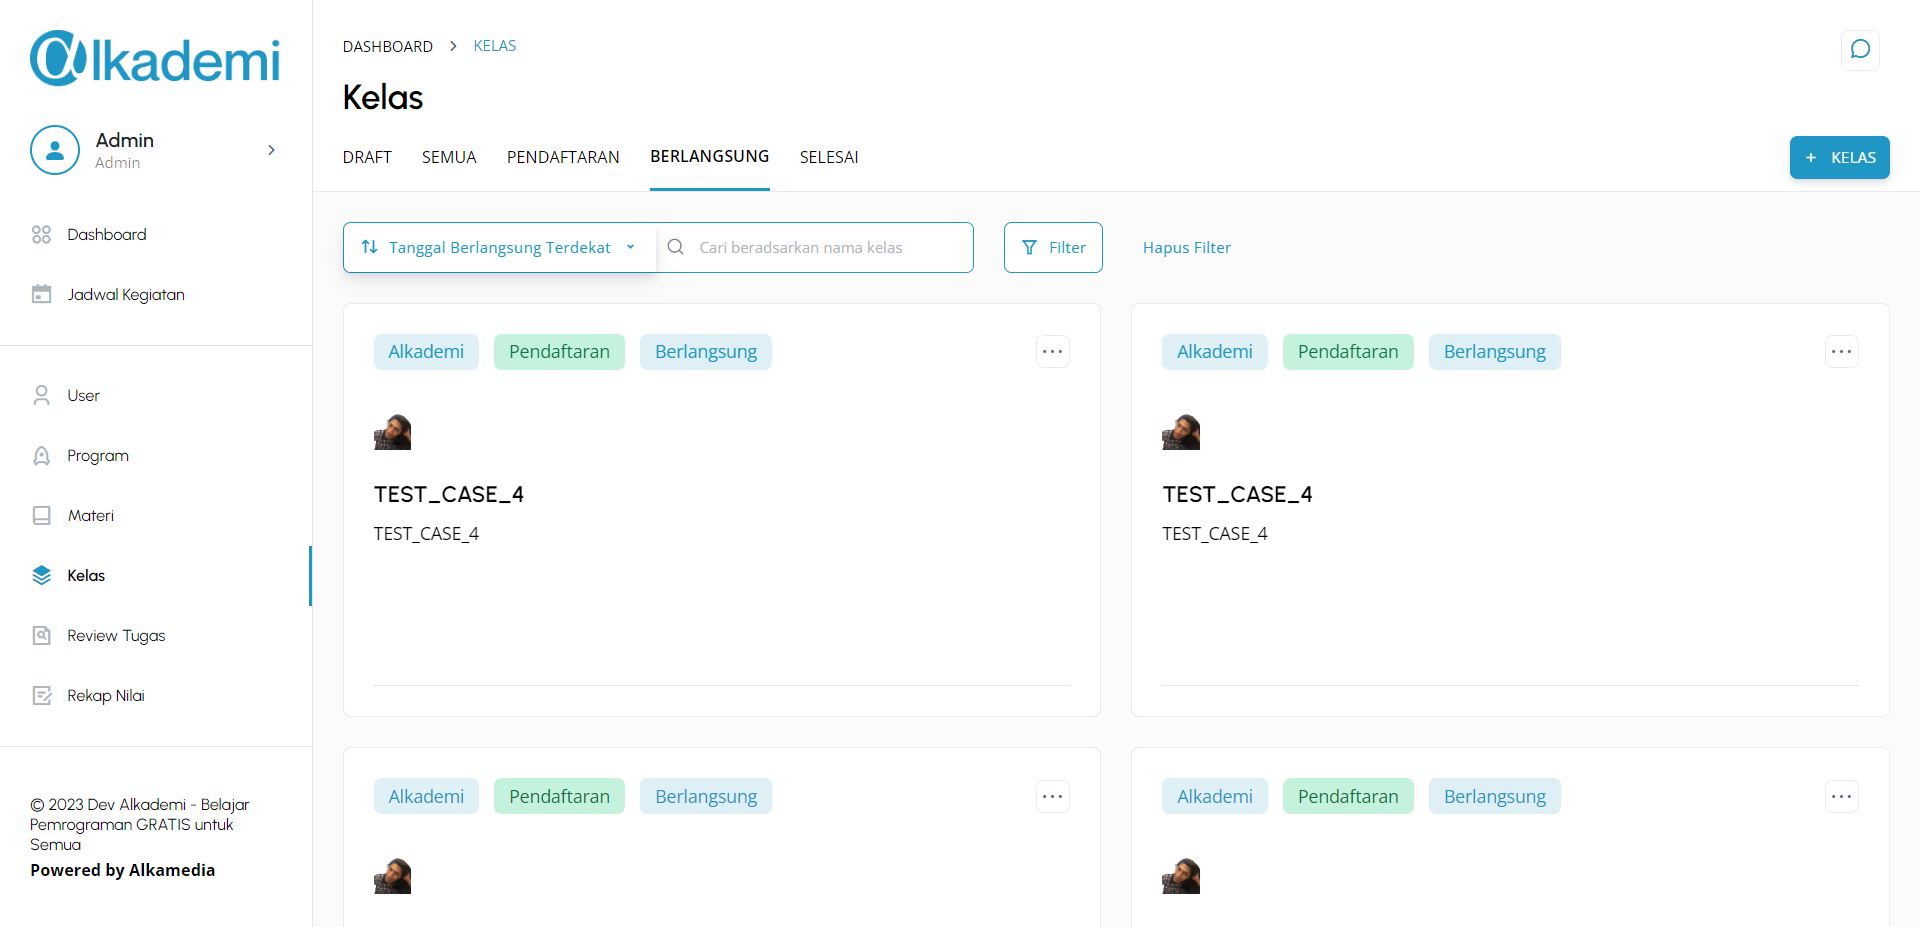 Alkademi
Admin
Admin
Dashboard
Jadwal Kegiatan
User
Program
Materi
Kelas
Review Tugas
Rekap Nilai
© 2023 Dev Alkademi - Belajar
Pemrograman GRATIS untuk
Semua
Powered by Alkamedia
DASHBOARD > KELAS
Kelas
DRAFT SEMUA PENDAFTARAN BERLANGSUNG SELESAI
+ KELAS
Tanggal Berlangsung Terdekat
Cari beradsarkan nama kelas
Filter
Hapus Filter
Alkademi Pendaftaran Berlangsung
TEST_CASE_4
TEST_CASE_4
Alkademi Pendaftaran Berlangsung
TEST_CASE_4
TEST_CASE_4
Alkademi Pendaftaran Berlangsung
Alkademi Pendaftaran Berlangsung